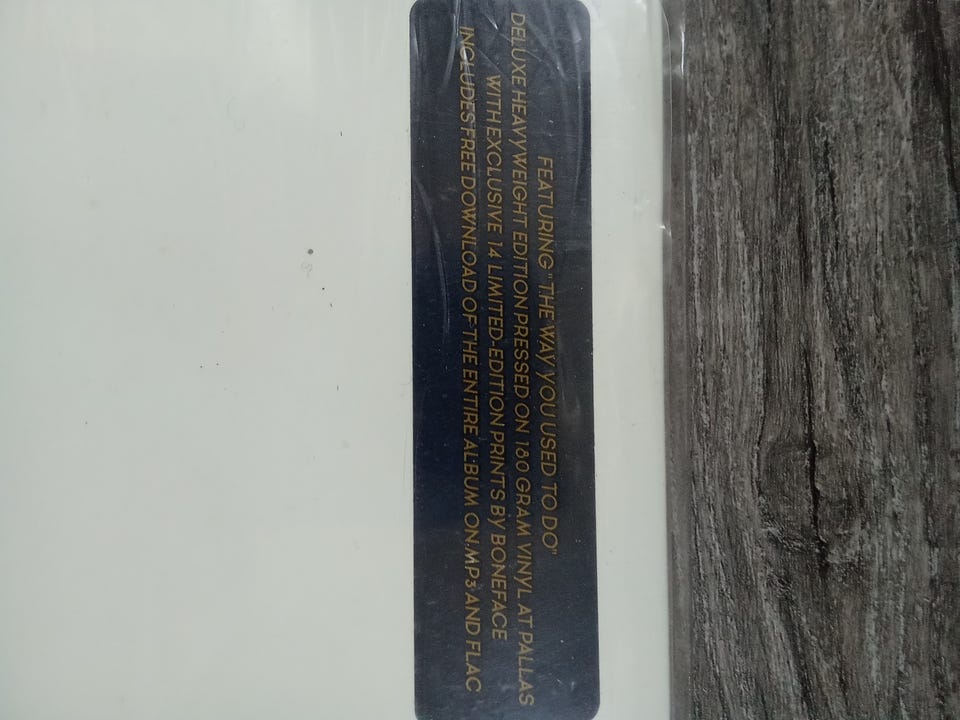 FEATURING "THE WAY YOU USED TO DO"
DELUXE HEAVYWEIGHT EDITION PRESSED ON 180 GRAM VINYL AT PALLAS
WITH EXCLUSIVE 14 LIMITED-EDITION PRINTS BY BONEFACE
INCLUDES FREE DOWNLOAD OF THE ENTIRE ALBUM ON MP3 AND FLAC